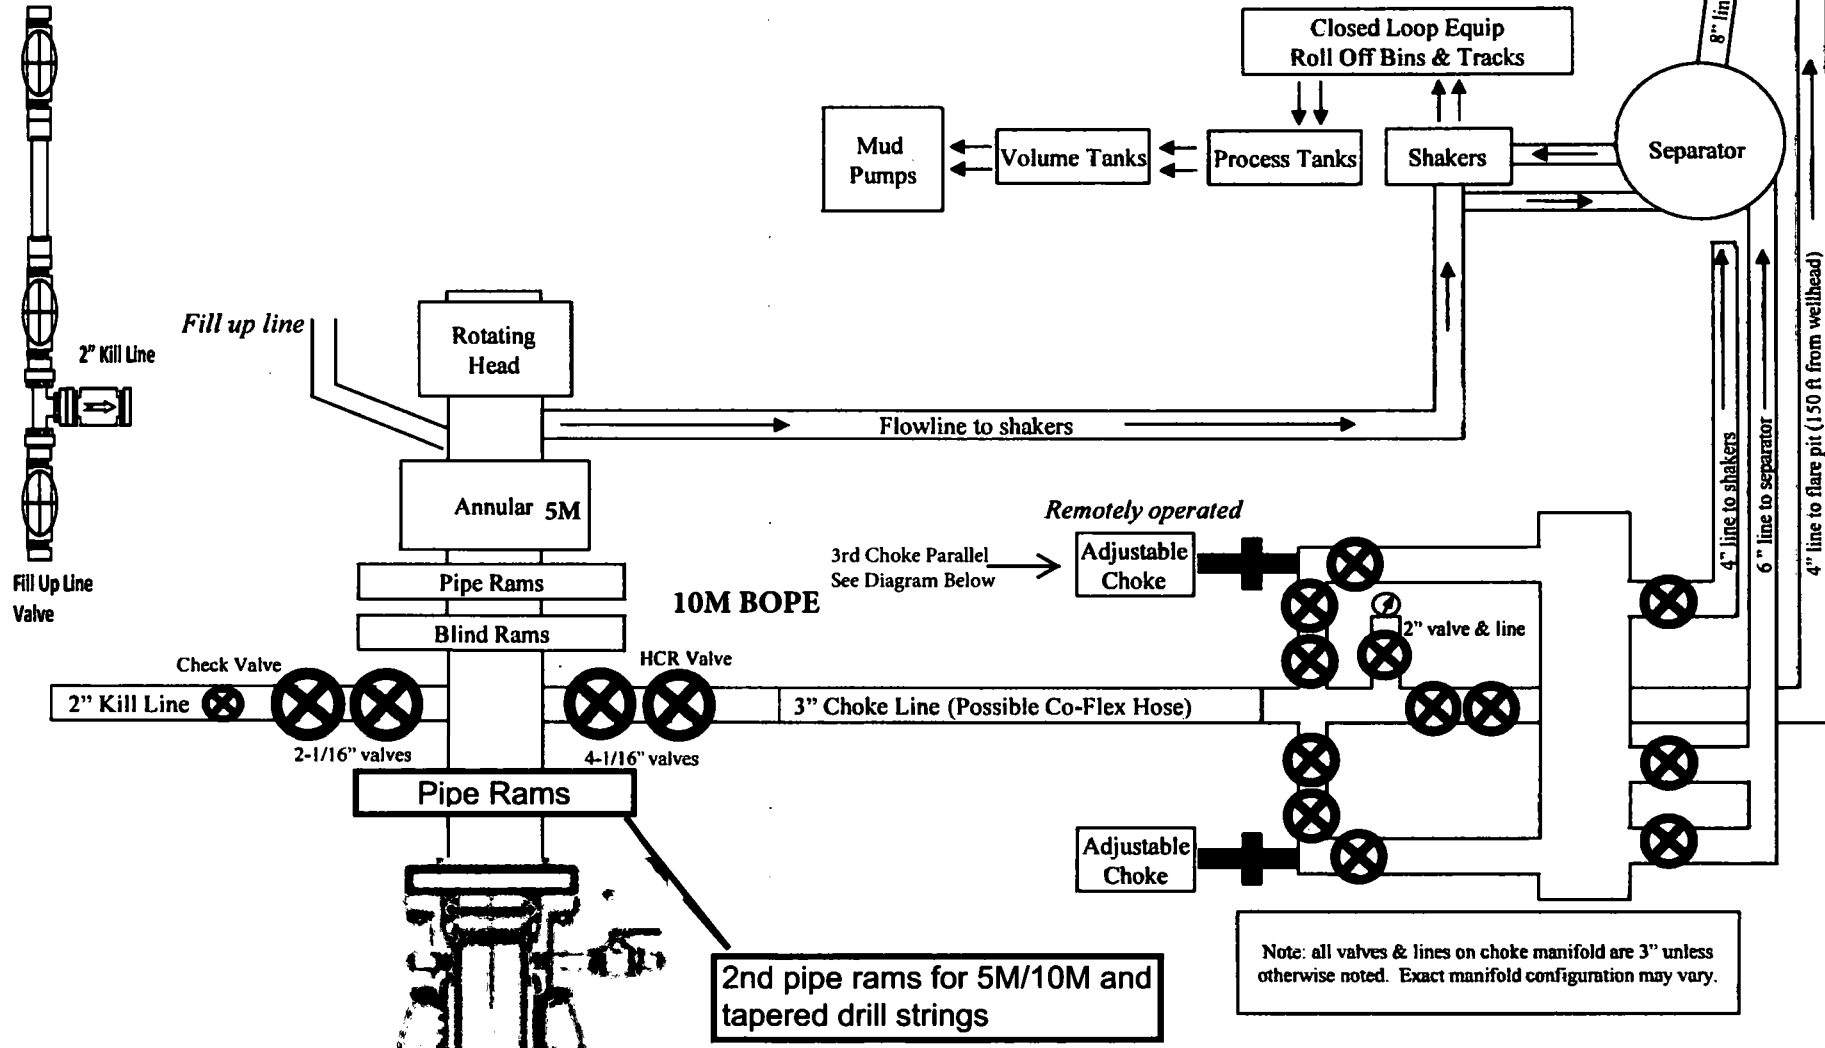 Closed Loop Equip
Roll Off Bins & Tracks
8" lin
Mud
Pumps
Volume Tanks
Process Tanks
Shakers
Separator
Fill up line
2" Kill Line
Rotating
Head
Flowline to shakers
Annular 5M
Remotely operated
3rd Choke Parallel
See Diagram Below
Adjustable
Choke
4" line to shakers
6" line to separator
4" line to flare pit (150 ft from wellhead)
Fill Up Line
Valve
Pipe Rams
10M BOPE
Blind Rams
2" valve & line
Check Valve
HCR Valve
2" Kill Line
3" Choke Line (Possible Co-Flex Hose)
2-1/16" valves
4-1/16" valves
Pipe Rams
Adjustable
Choke
2nd pipe rams for 5M/10M and
tapered drill strings
Note: all valves & lines on choke manifold are 3" unless
otherwise noted. Exact manifold configuration may vary.